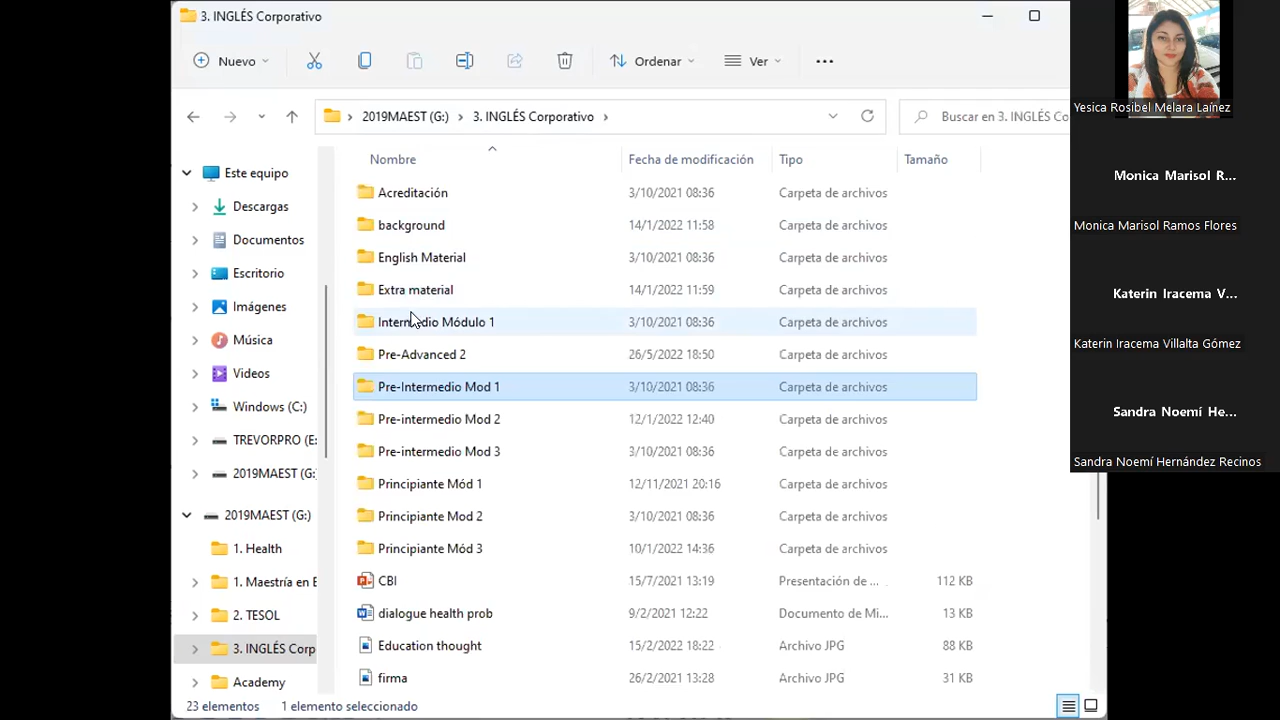 3. INGLÉS Corporativo
Nuevo
Ordenar
Ver
2019MAEST (G:)
3. INGLÉS Corporativo
Buscar en 3. INGLÉS Co
Nombre
Fecha de modificación
Tipo
Tamaño
Este equipo
Descargas
Documentos
Escritorio
Imágenes
Música
Videos
Windows (C:)
TREVORPRO (E:
2019MAEST (G:
2019MAEST (G:)
1. Health
1. Maestría en E
2. TESOL
3. INGLÉS Corp
Academy
Acreditación 3/10/2021 08:36 Carpeta de archivos
background 14/1/2022 11:58 Carpeta de archivos
English Material 3/10/2021 08:36 Carpeta de archivos
Extra material 14/1/2022 11:59 Carpeta de archivos
Intermedio Módulo 1 3/10/2021 08:36 Carpeta de archivos
Pre-Advanced 2 26/5/2022 18:50 Carpeta de archivos
Pre-Intermedio Mod 1 3/10/2021 08:36 Carpeta de archivos
Pre-intermedio Mod 2 12/1/2022 12:40 Carpeta de archivos
Pre-intermedio Mod 3 3/10/2021 08:36 Carpeta de archivos
Principiante Mód 1 12/11/2021 20:16 Carpeta de archivos
Principiante Mod 2 3/10/2021 08:36 Carpeta de archivos
Principiante Mód 3 10/1/2022 14:36 Carpeta de archivos
CBI 15/7/2021 13:19 Presentación de ... 112 KB
dialogue health prob 9/2/2021 12:22 Documento de Mi... 13 KB
Education thought 15/2/2022 18:22 Archivo JPG 88 KB
firma 26/2/2021 13:28 Archivo JPG 31 KB
23 elementos
1 elemento seleccionado
Yesica Rosibel Melara Laínez
Monica Marisol R...
Monica Marisol Ramos Flores
Katerin Iracema V...
Katerin Iracema Villalta Gómez
Sandra Noemí He...
Sandra Noemí Hernández Recinos